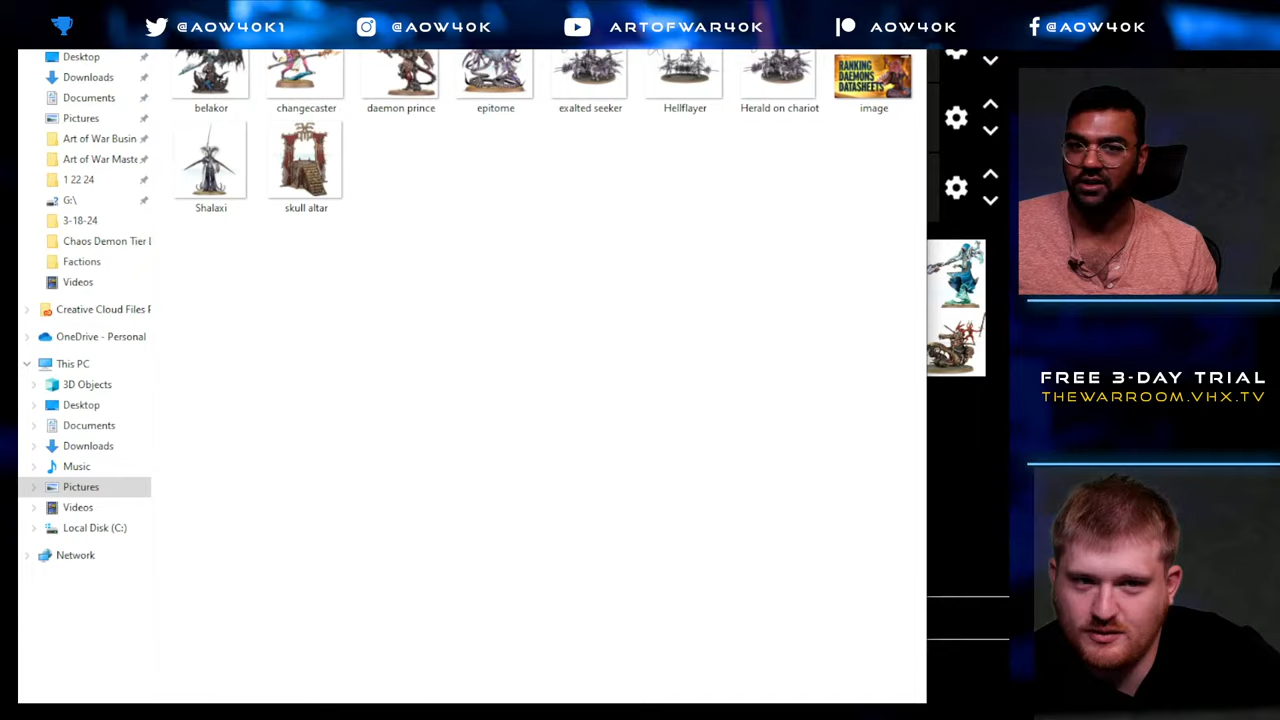 @AOW40K1
@AOW40K
ARTOFWAR40K
AOW40K
@AOW40K
Desktop
Downloads
Documents
Pictures
Art of War Busin
Art of War Maste
1 22 24
G:\
3-18-24
Chaos Demon Tier L
Factions
Videos
Creative Cloud Files P
OneDrive - Personal
This PC
3D Objects
Desktop
Documents
Downloads
Music
Pictures
Videos
Local Disk (C:)
Network
belakor
changecaster
daemon prince
epitome
exalted seeker
Hellflayer
Herald on chariot
RANKING
DAEMONS
DATASHEETS
image
Shalaxi
skull altar
FREE 3-DAY TRIAL
THEWARROOM.VHX.TV